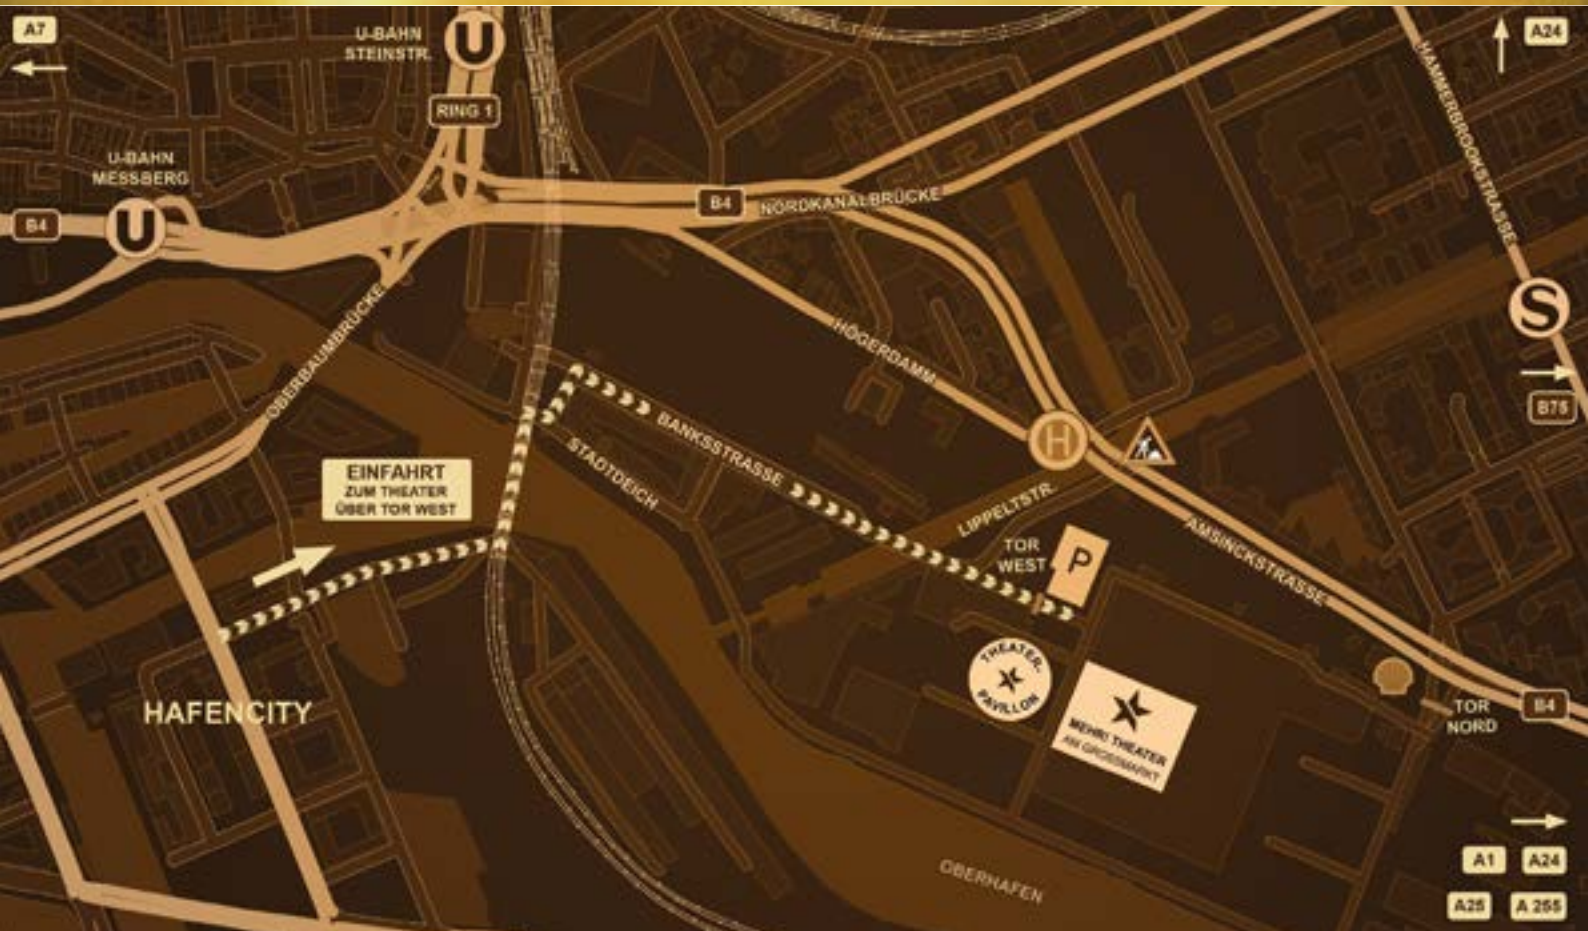 A7
U-BAHN
STEINSTR.
U
A24
RING 1
HAMMERBROOKSTRASSE
U-BAHN
MESSBERG
B4
U
B4
NORDKANALBRÜCKE
S
OBERBAUMBRÜCKE
HÖGERDAMM
B75
BANKSSTRASSE
H
STADTDEICH
EINFAHRT
ZUM THEATER
ÜBER TOR WEST
LIPPELTSTR.
AMSINCKSTRASSE
TOR
WEST
P
THEATER-
PAVILLON
HAFENCITY
MEHR! THEATER
AM GROSSMARKT
TOR
NORD
B4
OBERHAFEN
A1
A24
A25
A 255